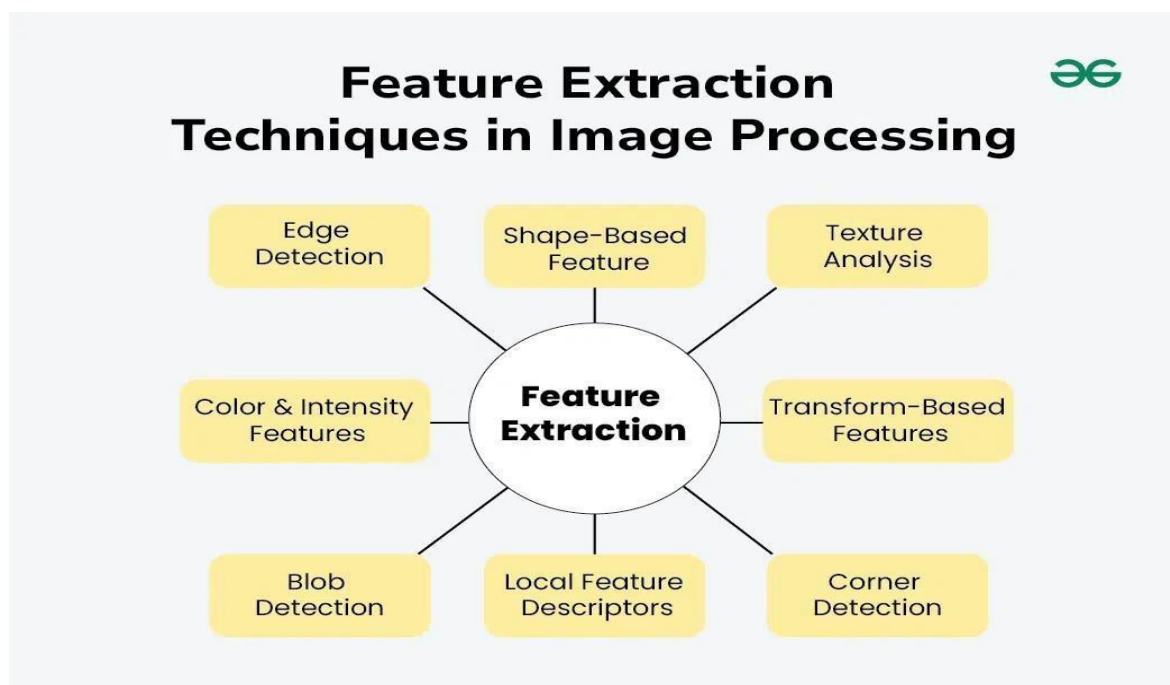 Feature Extraction
Techniques in Image Processing
Edge
Detection
Shape-Based
Feature
Texture
Analysis
Color & Intensity
Features
Feature
Extraction
Transform-Based
Features
Blob
Detection
Local Feature
Descriptors
Corner
Detection